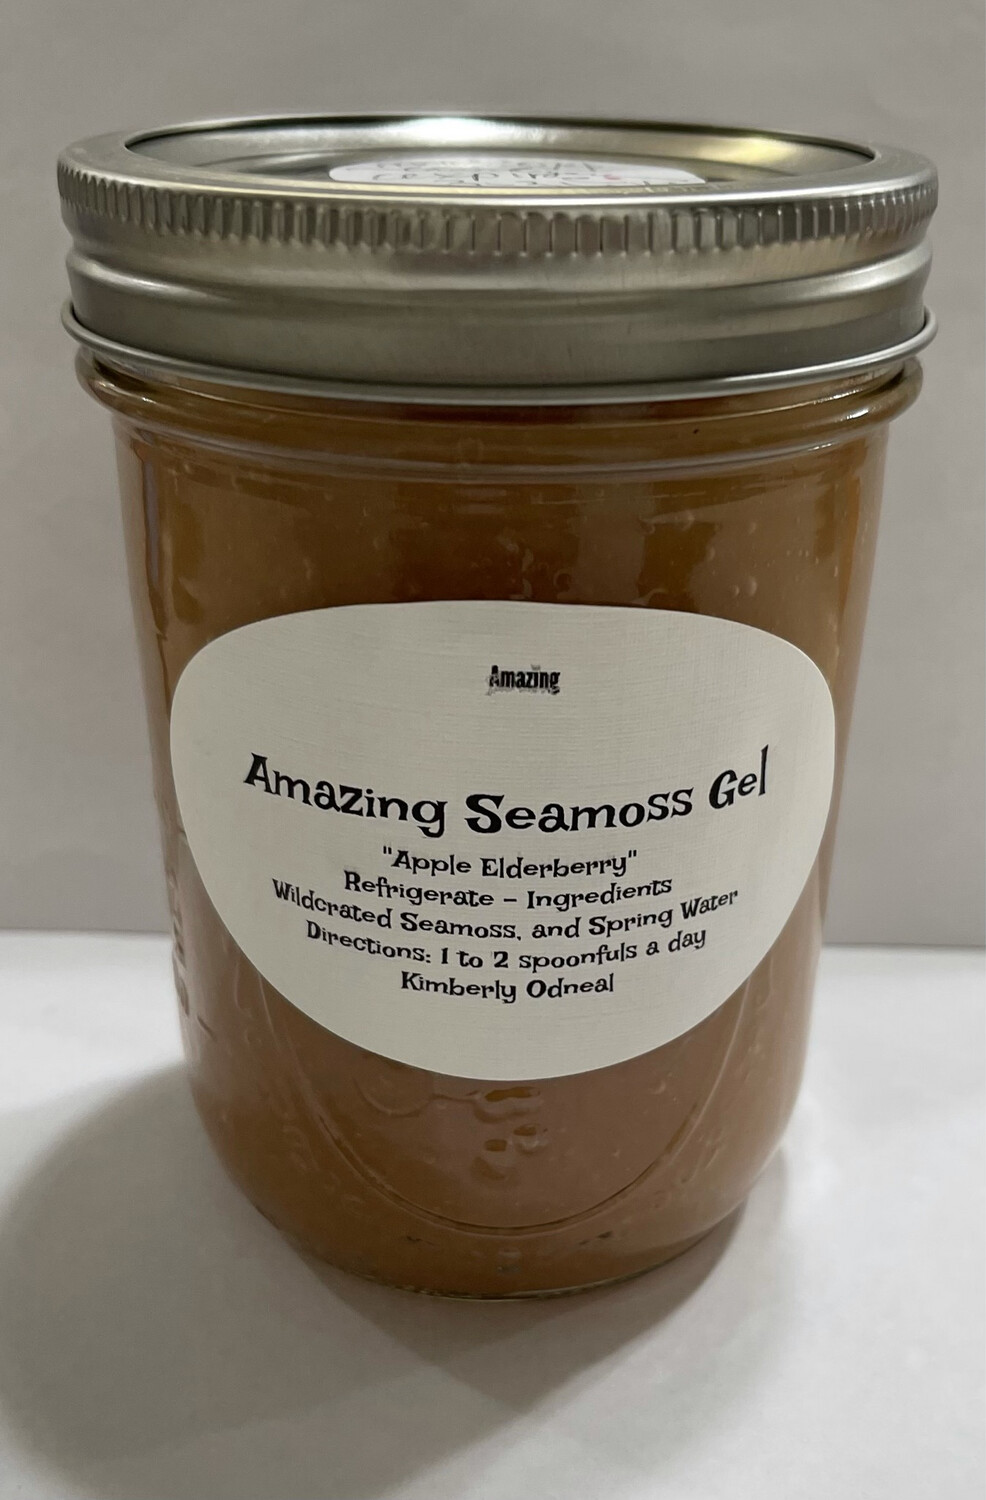 Amazing
Amazing Seamoss Gel
"Apple Elderberry"
Refrigerate – Ingredients
Wildcrated Seamoss, and Spring Water
Directions: 1 to 2 spoonfuls a day
Kimberly Odneal